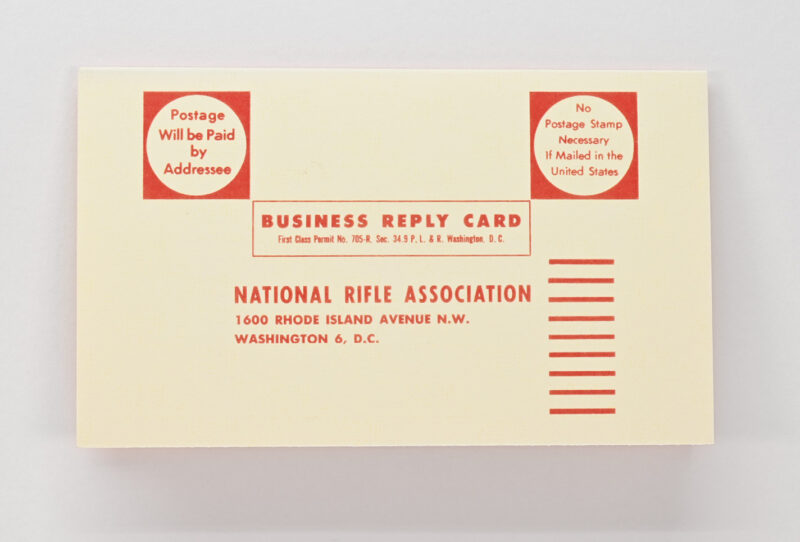 Postage
Will be Paid
by
Addressee
No
Postage Stamp
Necessary
If Mailed in the
United States
BUSINESS REPLY CARD
First Class Permit No. 705-R, Sec. 34.9 P. L. & R. Washington, D. C.
NATIONAL RIFLE ASSOCIATION
1600 RHODE ISLAND AVENUE N.W.
WASHINGTON 6, D.C.